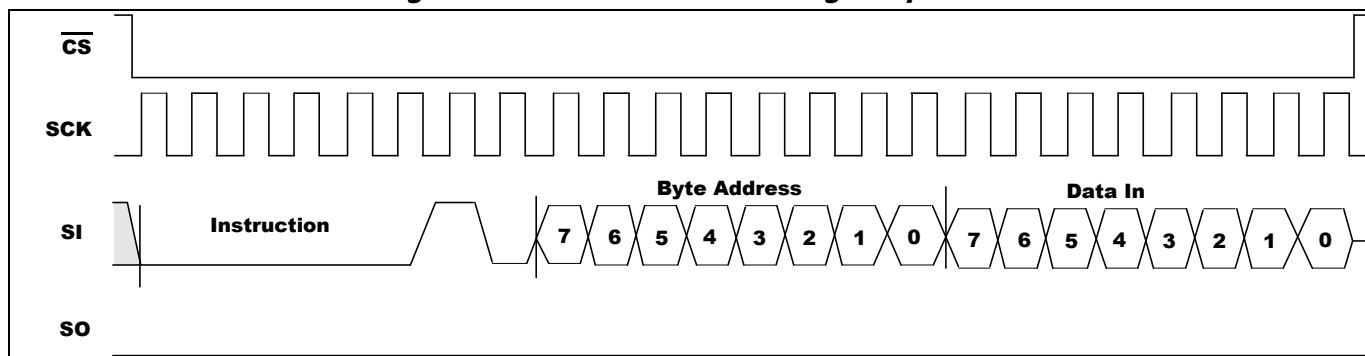 CS
SCK
Byte Address
Data In
SI
Instruction
7 6 5 4 3 2 1 0 7 6 5 4 3 2 1 0
SO